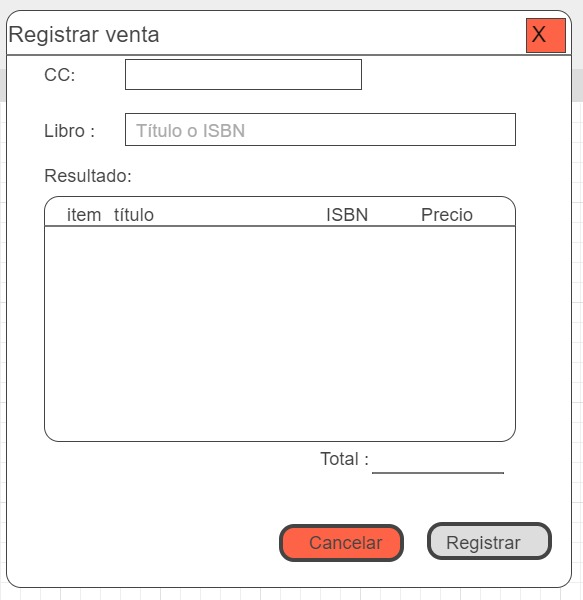 Registrar venta X
CC:
Libro : Título o ISBN
Resultado:
item título ISBN Precio
Total :
Cancelar Registrar